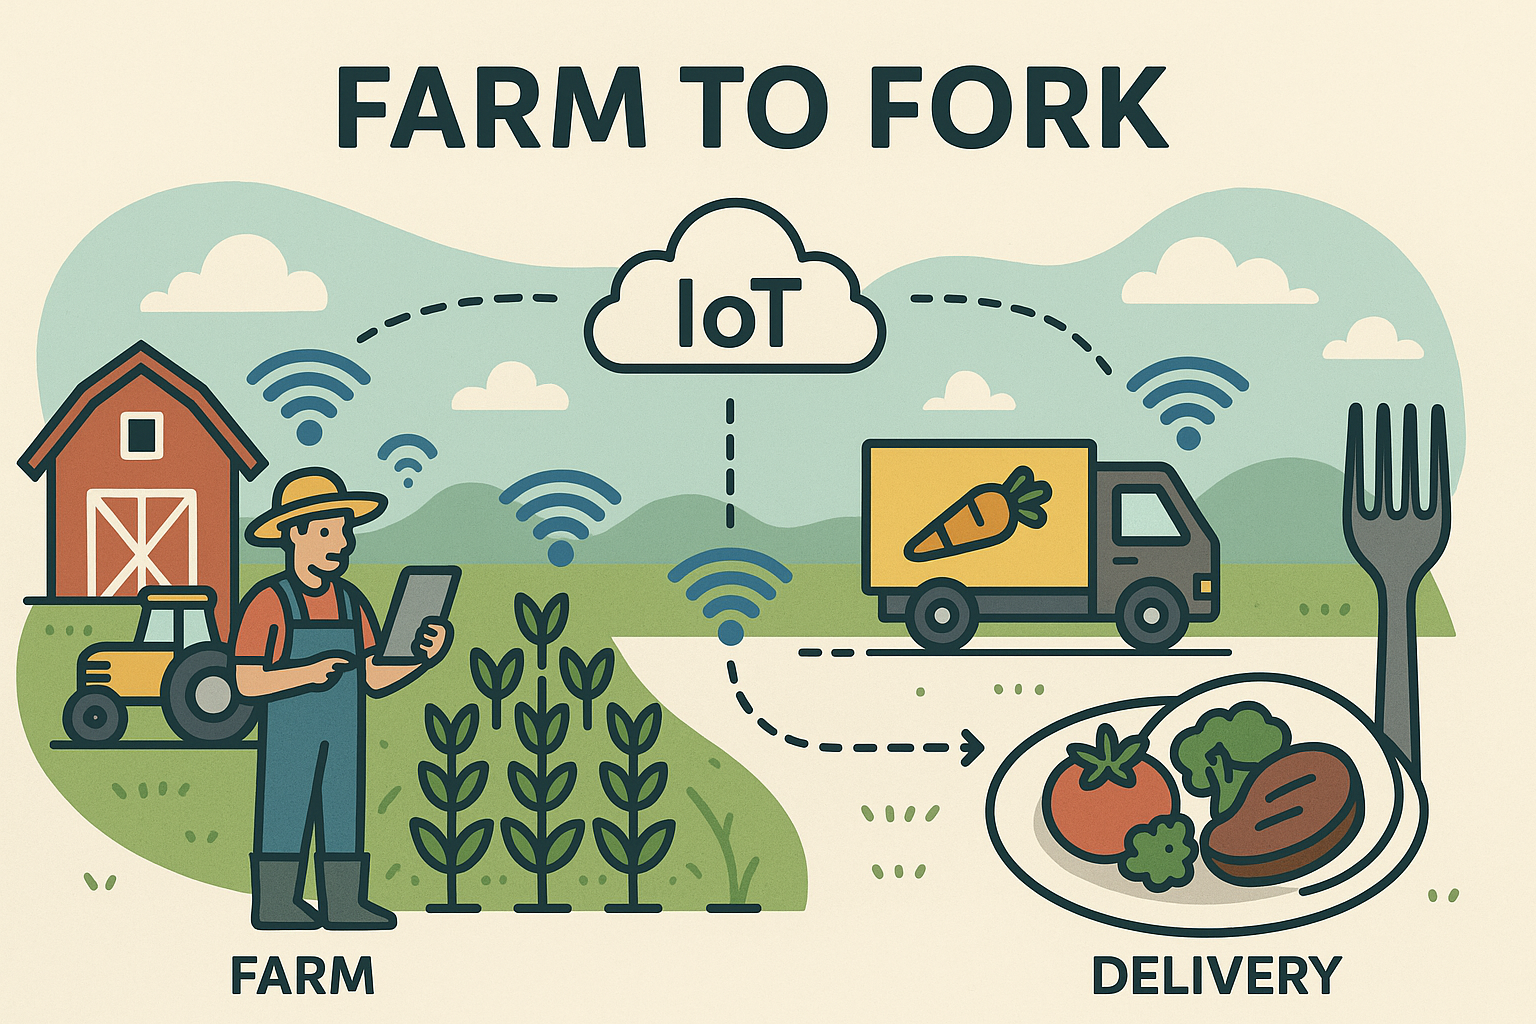 FARM TO FORK
IoT
FARM
DELIVERY